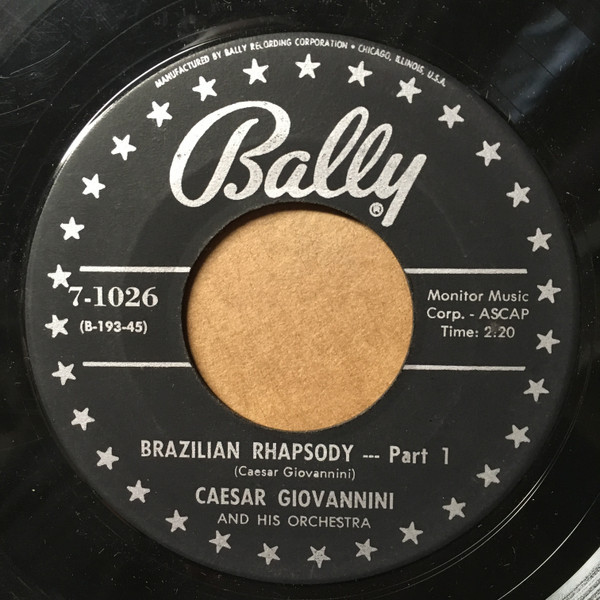 MANUFACTURED BY BALLY RECORDING CORPORATION • CHICAGO, ILLINOIS, U.S.A.
Bally®
7-1026
(B-193-45)
Monitor Music
Corp. - ASCAP
Time: 2:20
BRAZILIAN RHAPSODY --- Part 1
(Caesar Giovannini)
CAESAR GIOVANNINI
AND HIS ORCHESTRA